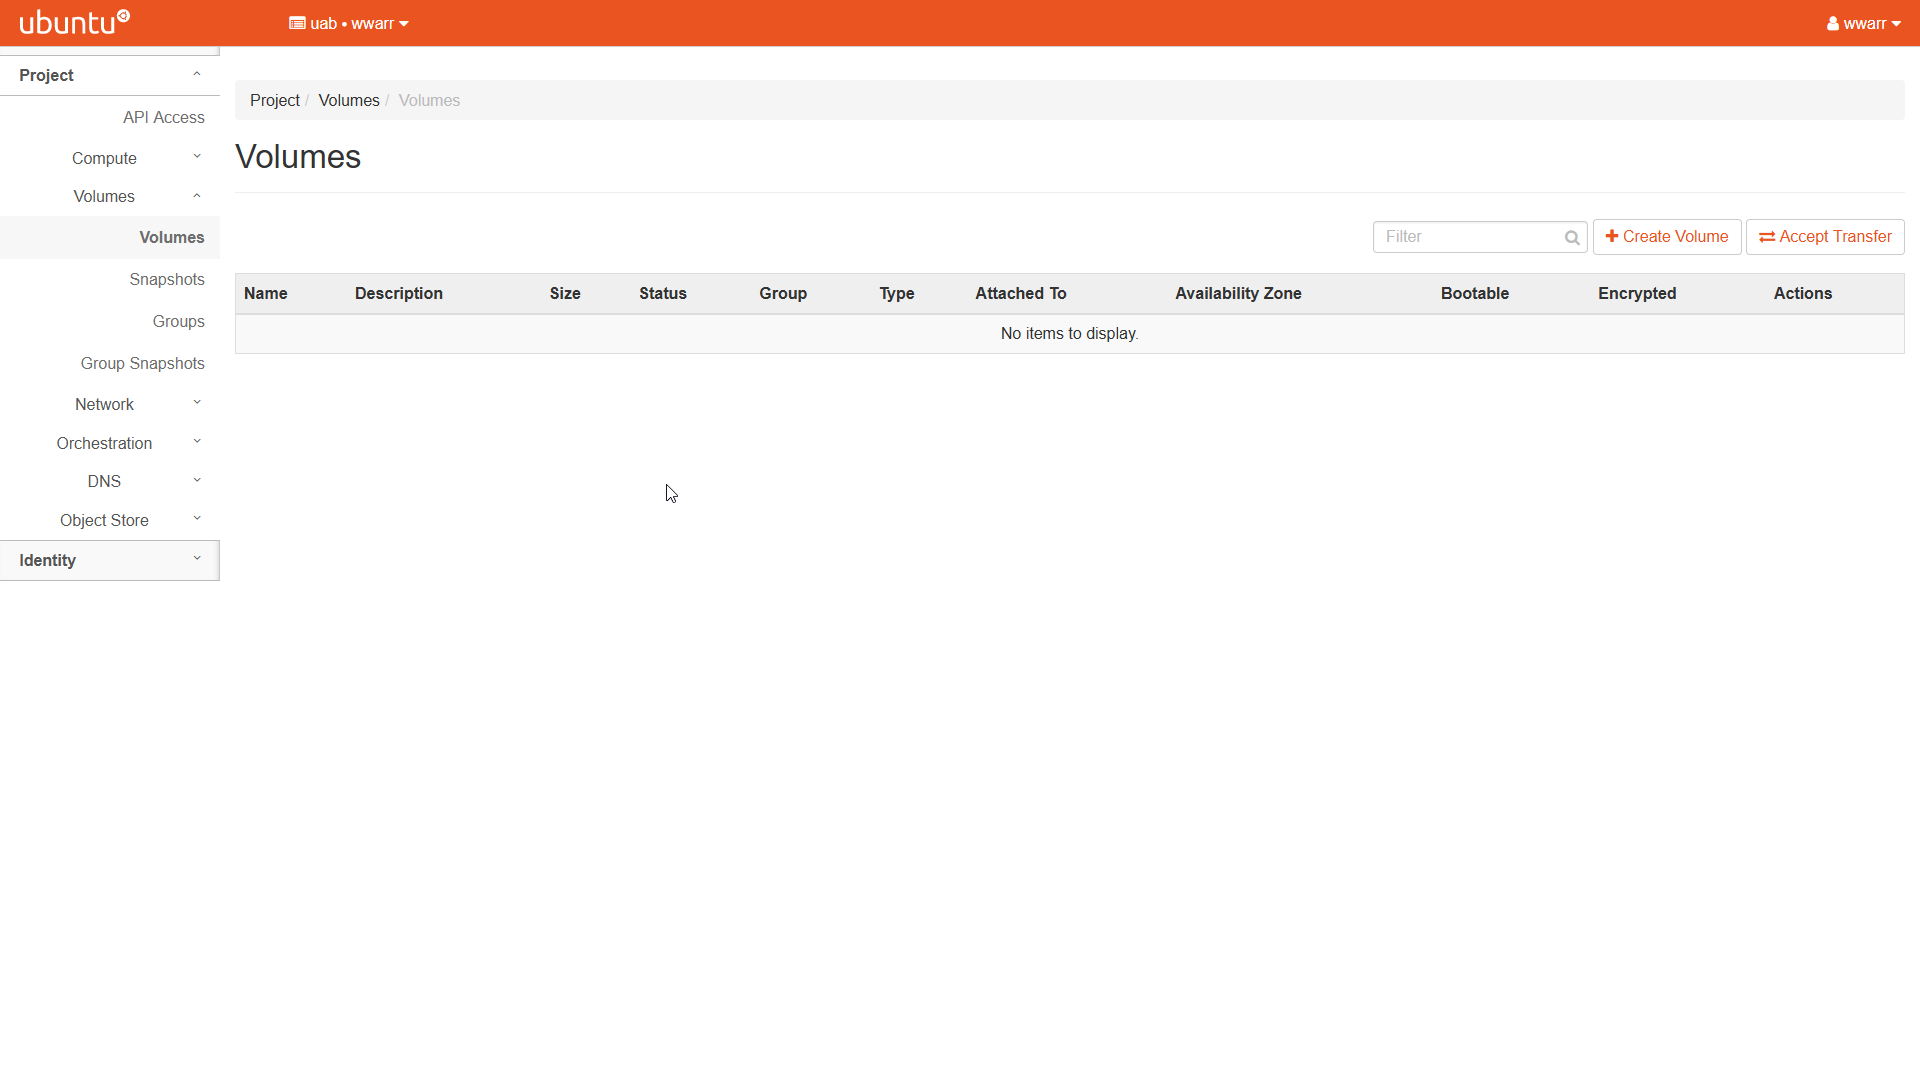 ubuntu
uab • wwarr
wwarr
Project
API Access
Compute
Volumes
Volumes
Snapshots
Groups
Group Snapshots
Network
Orchestration
DNS
Object Store
Identity
Project / Volumes / Volumes
Volumes
Filter
Create Volume
Accept Transfer
Name Description Size Status Group Type Attached To Availability Zone Bootable Encrypted Actions
No items to display.